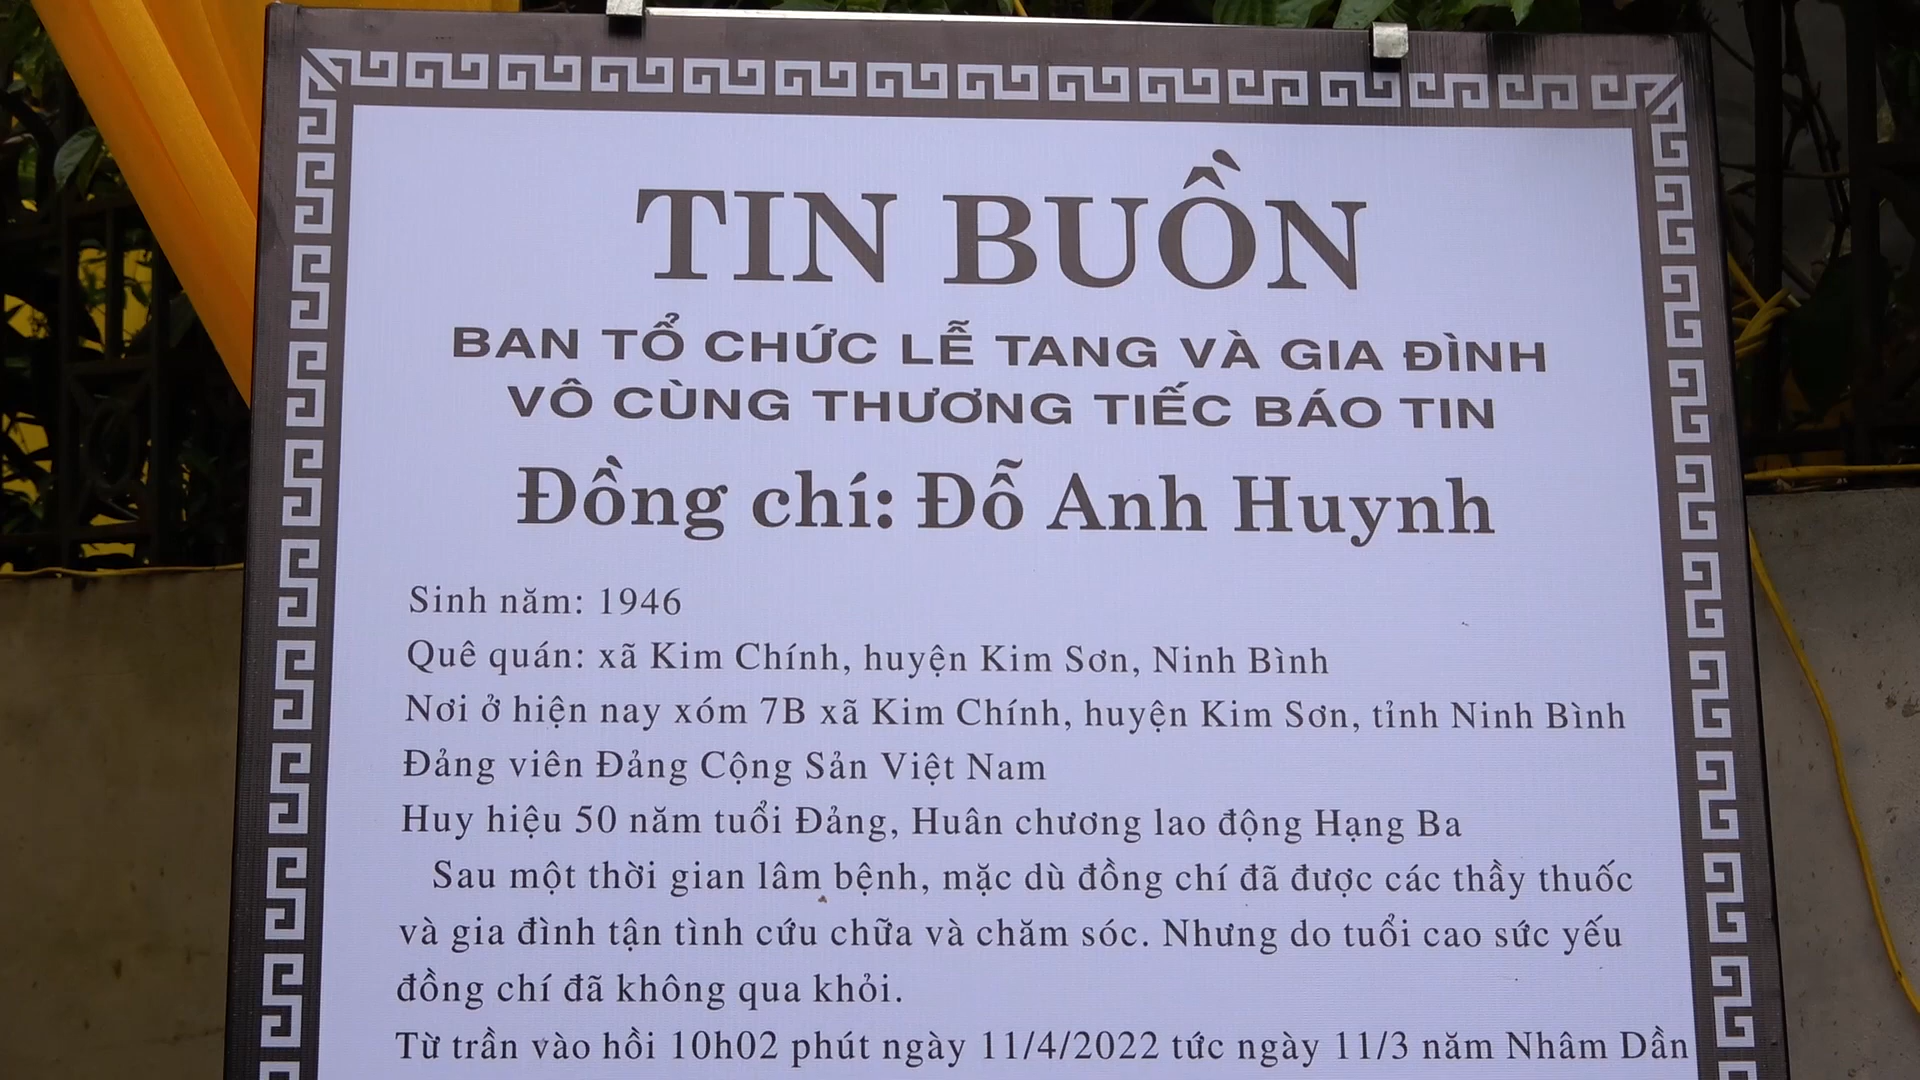 TIN BUỒN
BAN TỔ CHỨC LỄ TANG VÀ GIA ĐÌNH
VÔ CÙNG THƯƠNG TIẾC BÁO TIN
Đồng chí: Đỗ Anh Huynh
Sinh năm: 1946
Quê quán: xã Kim Chính, huyện Kim Sơn, Ninh Bình
Nơi ở hiện nay xóm 7B xã Kim Chính, huyện Kim Sơn, tỉnh Ninh Bình
Đảng viên Đảng Cộng Sản Việt Nam
Huy hiệu 50 năm tuổi Đảng, Huân chương lao động Hạng Ba
Sau một thời gian lâm bệnh, mặc dù đồng chí đã được các thầy thuốc
và gia đình tận tình cứu chữa và chăm sóc. Nhưng do tuổi cao sức yếu
đồng chí đã không qua khỏi.
Từ trần vào hồi 10h02 phút ngày 11/4/2022 tức ngày 11/3 năm Nhâm Dần